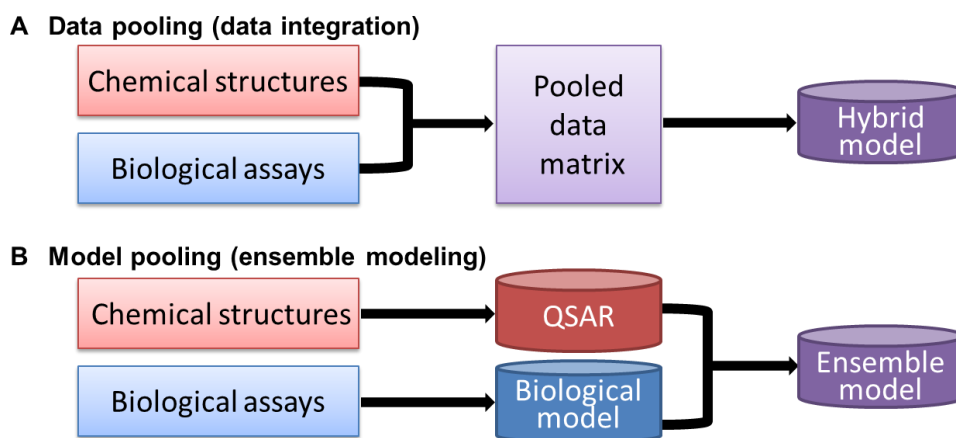 A Data pooling (data integration)
Chemical structures
Biological assays
Pooled
data
matrix
Hybrid
model
B Model pooling (ensemble modeling)
Chemical structures
QSAR
Biological assays
Biological
model
Ensemble
model